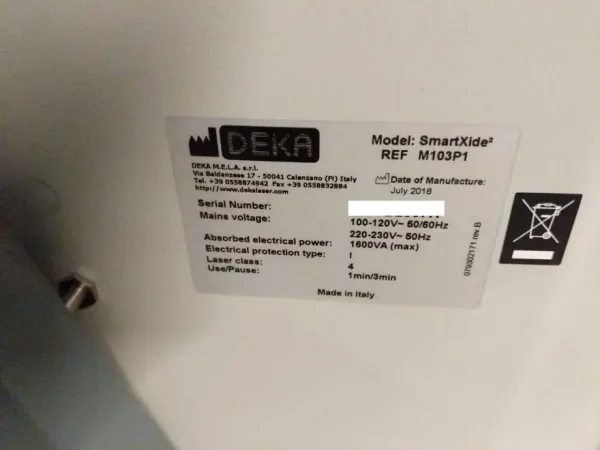 DEKA
Model: SmartXide²
REF M103P1
DEKA M.E.L.A. s.r.l.
Via Baldanzese 17 - 50041 Calenzano (FI) Italy
Tel. +39 0558874942 Fax +39 0558832884
http://www.dekalaser.com
Date of Manufacture:
July 2016
Serial Number:
Mains voltage: 100-120V~ 50/60Hz
220-230V~ 50Hz
Absorbed electrical power: 1600VA (max)
Electrical protection type: I
Laser class: 4
Use/Pause: 1min/3min
Made in Italy
079302171 rev B